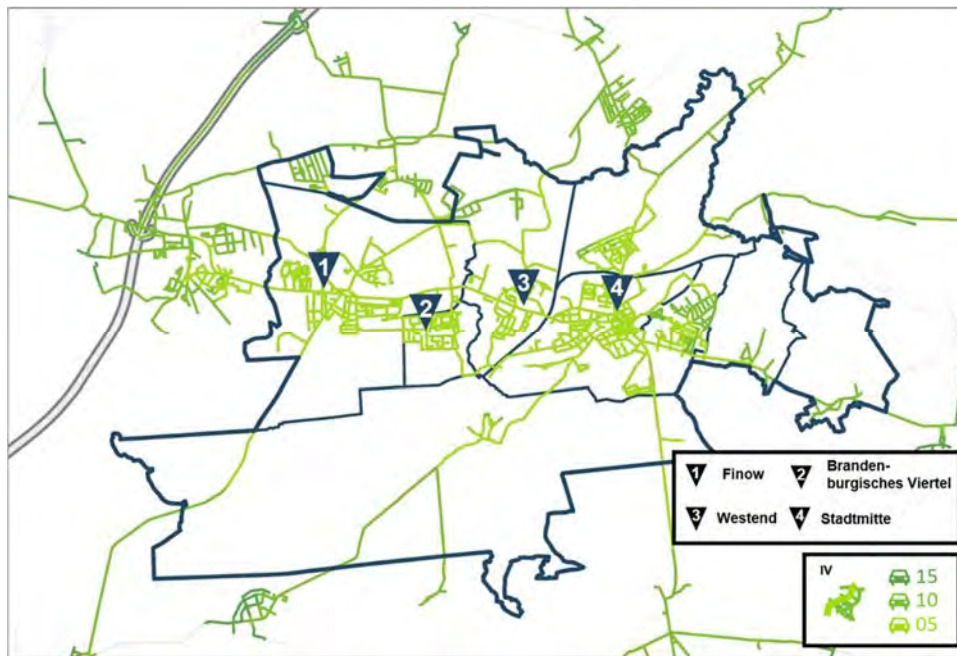 1
2
3
4
1 Finow
2 Branden-
burgisches Viertel
3 Westend
4 Stadtmitte
IV
15
10
05